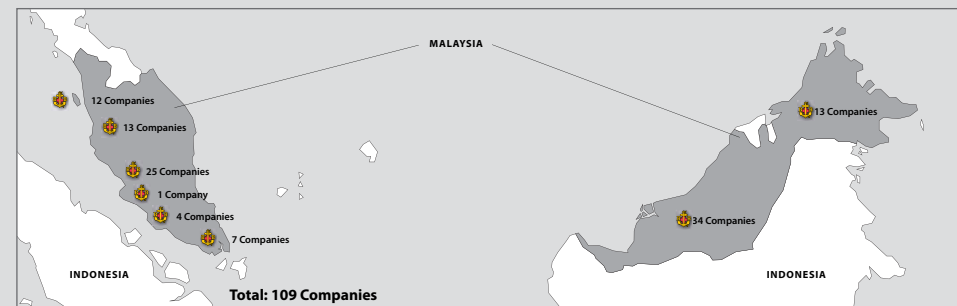 MALAYSIA
12 Companies
13 Companies
13 Companies
25 Companies
1 Company
4 Companies
34 Companies
7 Companies
INDONESIA
INDONESIA
Total: 109 Companies